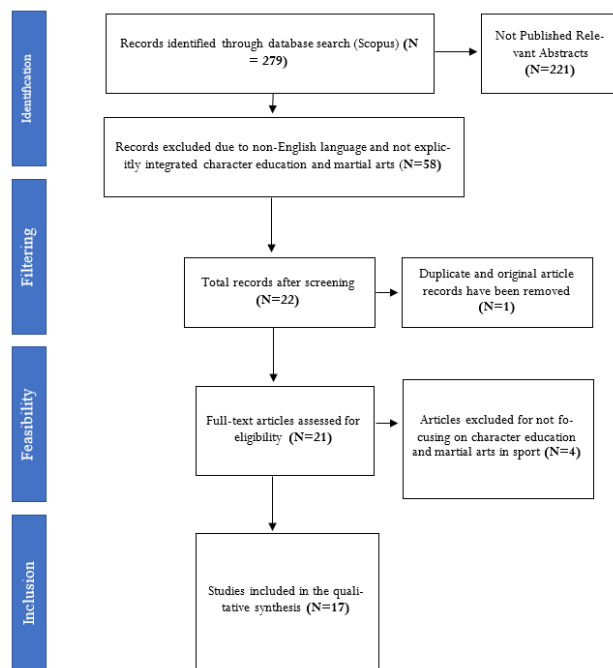 Identification
Records identified through database search (Scopus) (N
= 279)
Not Published Rele-
vant Abstracts
(N=221)
Records excluded due to non-English language and not explic-
itly integrated character education and martial arts (N=58)
Filtering
Total records after screening
(N=22)
Duplicate and original article
records have been removed
(N=1)
Feasibility
Full-text articles assessed for
eligibility (N=21)
Articles excluded for not fo-
cusing on character education
and martial arts in sport (N=4)
Inclusion
Studies included in the quali-
tative synthesis (N=17)